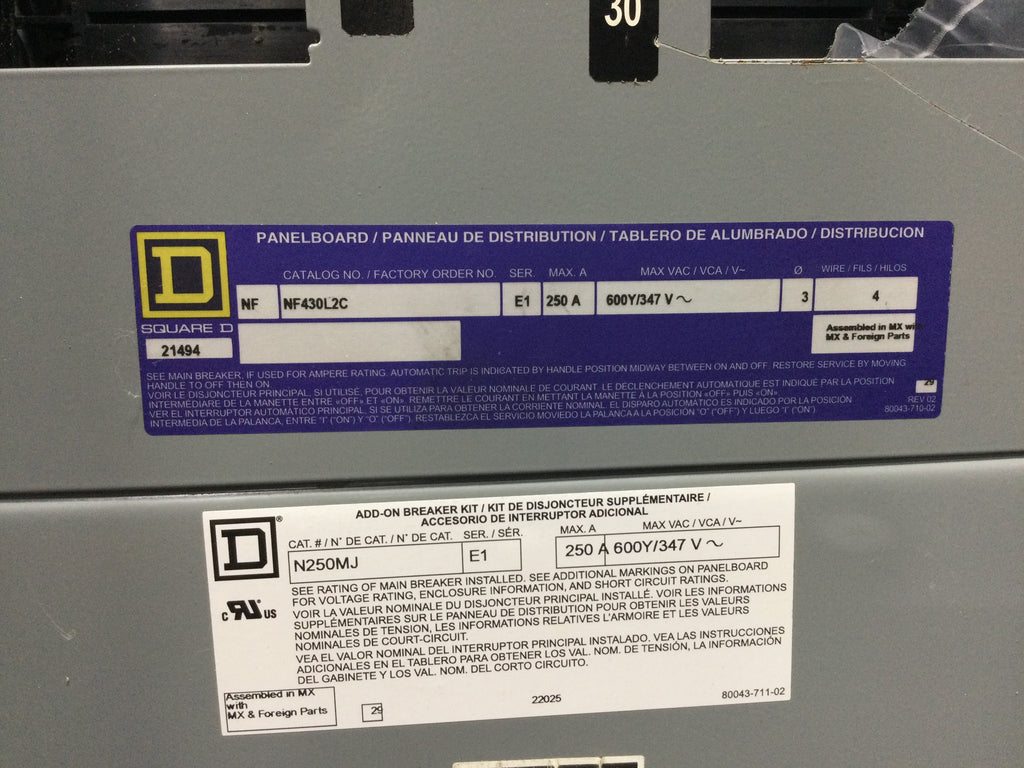 30
PANELBOARD / PANNEAU DE DISTRIBUTION / TABLERO DE ALUMBRADO / DISTRIBUCION
CATALOG NO. / FACTORY ORDER NO. SER. MAX. A MAX VAC / VCA / V~ Ø WIRE / FILS / HILOS
NF NF430L2C E1 250 A 600Y/347 V ~ 3 4
D
SQUARE D
21494
Assembled in MX with
MX & Foreign Parts
SEE MAIN BREAKER, IF USED FOR AMPERE RATING. AUTOMATIC TRIP IS INDICATED BY HANDLE POSITION MIDWAY BETWEEN ON AND OFF. RESTORE SERVICE BY MOVING
HANDLE TO OFF THEN ON.
VOIR LE DISJONCTEUR PRINCIPAL, SI UTILISÉ, POUR OBTENIR LA VALEUR NOMINALE DE COURANT. LE DECLENCHEMENT AUTOMATIQUE EST INDIQUÉ PAR LA POSITION
INTERMÉDIAIRE DE LA MANETTE ENTRE «OFF» ET «ON». REMETTRE LE COURANT EN METTANT LA MANETTE À LA POSITION «OFF» PUIS «ON»
VER EL INTERRUPTOR AUTOMÁTICO PRINCIPAL, SI SE UTILIZA PARA OBTENER LA CORRIENTE NOMINAL. EL DISPARO AUTOMATICO ES INDICADO POR LA POSICIÓN
INTERMEDIA DE LA PALANCA, ENTRE "I" ("ON") Y "O" ("OFF"). RESTABLEZCA EL SERVICIO MOVIEDO LA PALANCA A LA POSICIÓN "O" ("OFF") Y LUEGO "I" ("ON").
29
REV 02
80043-710-02
ADD-ON BREAKER KIT / KIT DE DISJONCTEUR SUPPLÉMENTAIRE /
ACCESORIO DE INTERRUPTOR ADICIONAL
D ®
CAT. # / N° DE CAT. / N° DE CAT. SER. / SÉR. MAX. A MAX VAC / VCA / V~
N250MJ E1 250 A 600Y/347 V ~
c RU us
SEE RATING OF MAIN BREAKER INSTALLED. SEE ADDITIONAL MARKINGS ON PANELBOARD
FOR VOLTAGE RATING, ENCLOSURE INFORMATION, AND SHORT CIRCUIT RATINGS.
VOIR LA VALEUR NOMINALE DU DISJONCTEUR PRINCIPAL INSTALLÉ. VOIR LES INFORMATIONS
SUPPLÉMENTAIRES SUR LE PANNEAU DE DISTRIBUTION POUR OBTENIR LES VALEURS
NOMINALES DE TENSION, LES INFORMATIONS RELATIVES L'ARMOIRE ET LES VALEURS
NOMINALES DE COURT-CIRCUIT.
VEA EL VALOR NOMINAL DEL INTERRUPTOR PRINCIPAL INSTALADO. VEA LAS INSTRUCCIONES
ADICIONALES EN EL TABLERO PARA OBTENER LOS VAL. NOM. DE TENSIÓN, LA INFORMACIÓN
DEL GABINETE Y LOS VAL. NOM. DEL CORTO CIRCUITO.
Assembled in MX
with
MX & Foreign Parts
29
22025
80043-711-02